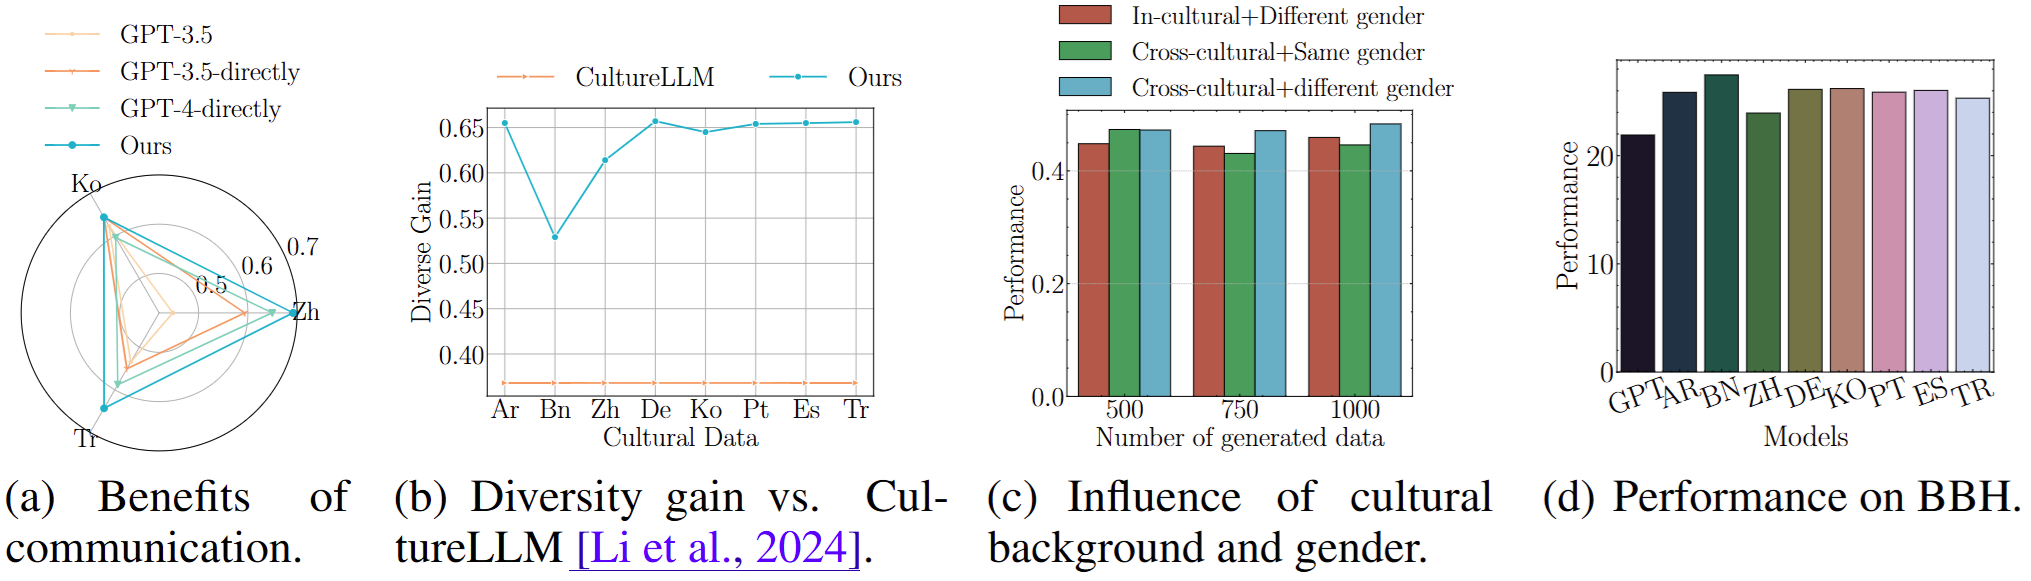 GPT-3.5
GPT-3.5-directly
GPT-4-directly
Ours
Ko
0.7
0.6
0.5
Zh
Tr
(a) Benefits of
communication.
CultureLLM Ours
Diverse Gain
0.65
0.60
0.55
0.50
0.45
0.40
Ar Bn Zh De Ko Pt Es Tr
Cultural Data
(b) Diversity gain vs. Cul-
tureLLM [Li et al., 2024].
In-cultural+Different gender
Cross-cultural+Same gender
Cross-cultural+different gender
Performance
0.4
0.2
0.0
500 750 1000
Number of generated data
(c) Influence of cultural
background and gender.
Performance
20
10
0
GPT AR BN ZH DE KO PT ES TR
Models
(d) Performance on BBH.